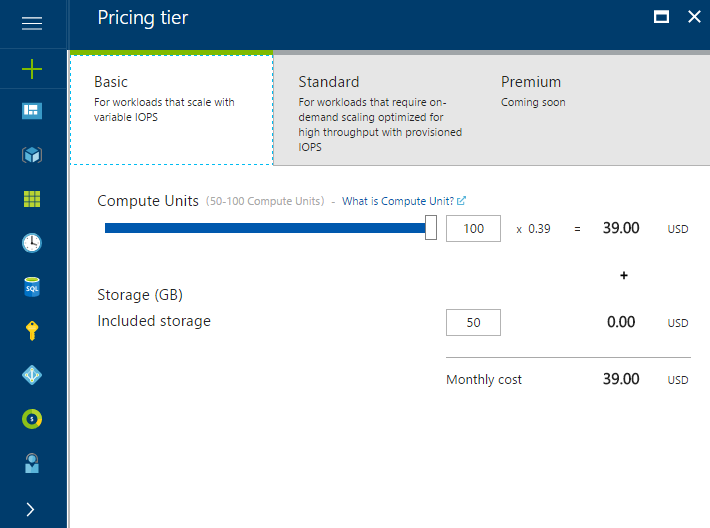 Pricing tier
Basic
For workloads that scale with
variable IOPS
Standard
For workloads that require on-
demand scaling optimized for
high throughput with provisioned
IOPS
Premium
Coming soon
Compute Units (50-100 Compute Units) - What is Compute Unit?
100 x 0.39 = 39.00 USD
+
Storage (GB)
Included storage 50 0.00 USD
Monthly cost 39.00 USD
SQL
$